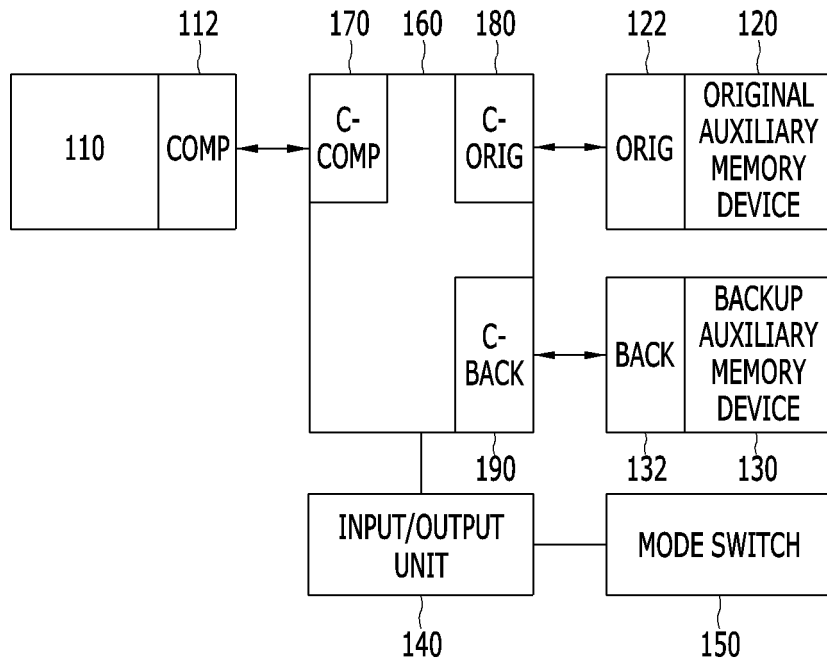 112
170
160
180
122
120
110
COMP
C-
COMP
C-
ORIG
ORIG
ORIGINAL
AUXILIARY
MEMORY
DEVICE
C-
BACK
BACK
BACKUP
AUXILIARY
MEMORY
DEVICE
190
132
130
INPUT/OUTPUT
UNIT
MODE SWITCH
140
150